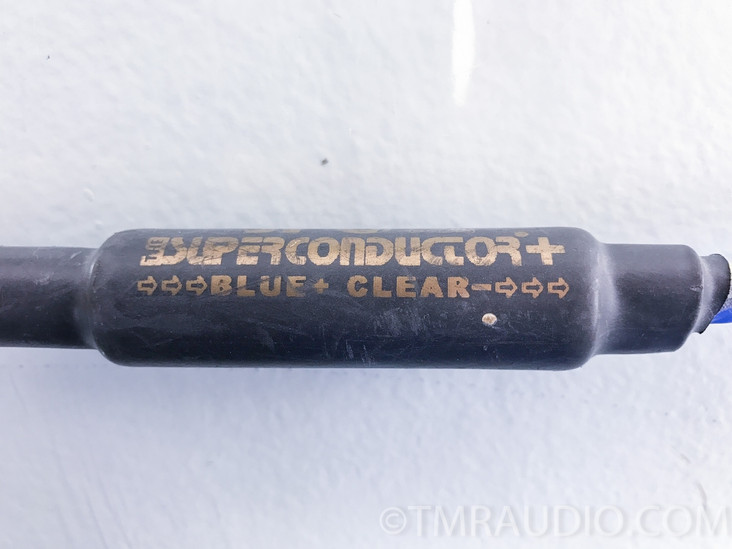 SUPERCONDUCTOR®+
⇨⇨⇨BLUE+ CLEAR-⇨⇨⇨
©TMRAUDIO.COM